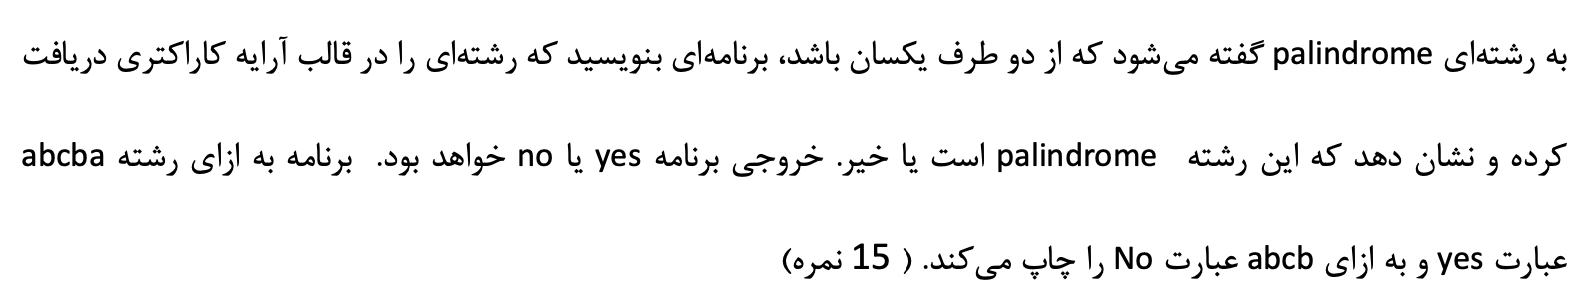 به رشته‌ای palindrome گفته می‌شود که از دو طرف یکسان باشد، برنامه‌ای بنویسید که رشته‌ای را در قالب آرایه کاراکتری دریافت
کرده و نشان دهد که این رشته palindrome است یا خیر. خروجی برنامه yes یا no خواهد بود. برنامه به ازای رشته abcba
عبارت yes و به ازای abcb عبارت No را چاپ می‌کند. ( 15 نمره)